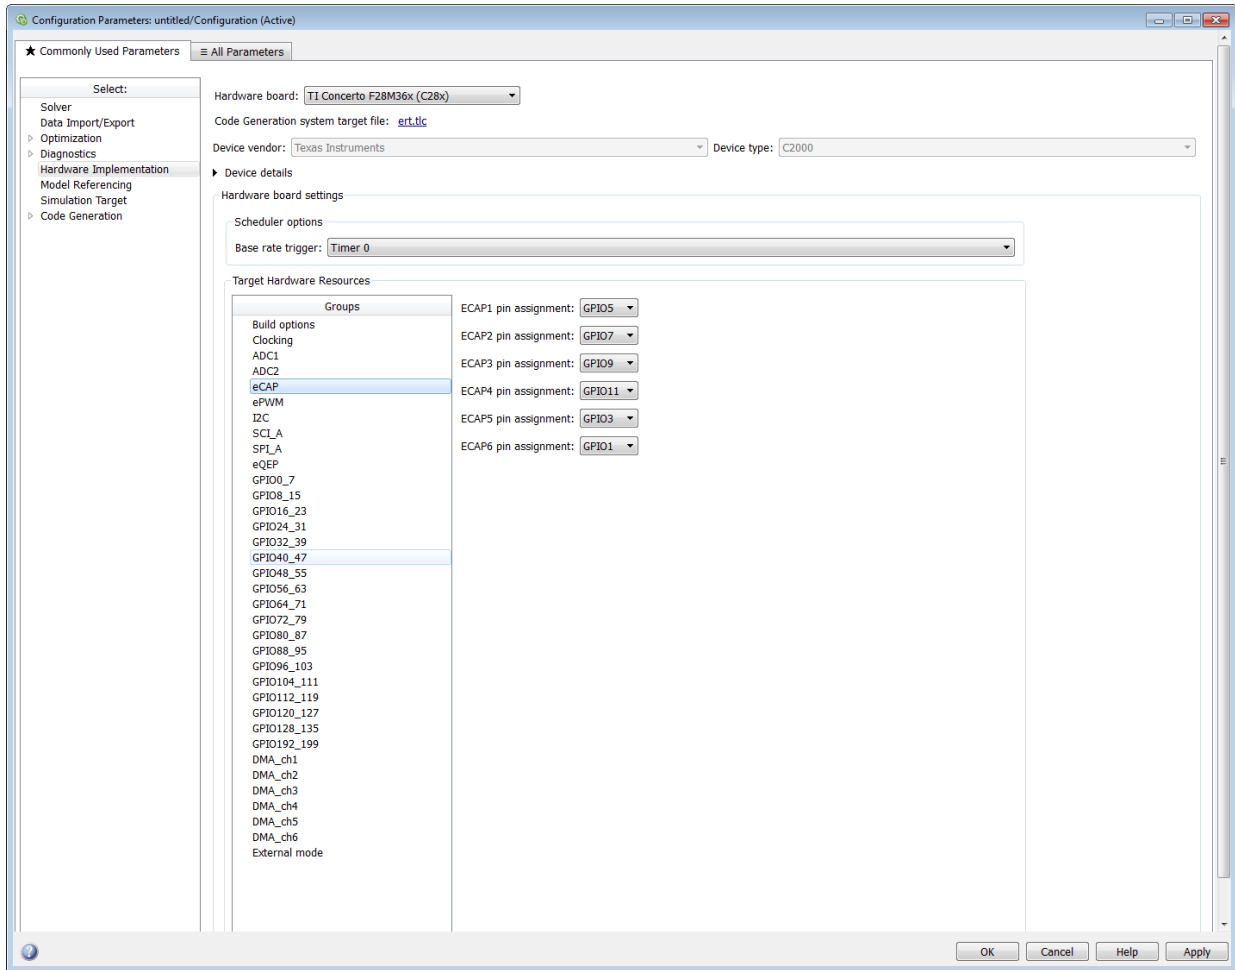 Configuration Parameters: untitled/Configuration (Active)
★ Commonly Used Parameters
≡ All Parameters
Select:
Solver
Data Import/Export
Optimization
Diagnostics
Hardware Implementation
Model Referencing
Simulation Target
Code Generation
Hardware board: TI Concerto F28M36x (C28x)
Code Generation system target file: ert.tlc
Device vendor: Texas Instruments Device type: C2000
Device details
Hardware board settings
Scheduler options
Base rate trigger: Timer 0
Target Hardware Resources
Groups
Build options
Clocking
ADC1
ADC2
eCAP
ePWM
I2C
SCI_A
SPI_A
eQEP
GPIO0_7
GPIO8_15
GPIO16_23
GPIO24_31
GPIO32_39
GPIO40_47
GPIO48_55
GPIO56_63
GPIO64_71
GPIO72_79
GPIO80_87
GPIO88_95
GPIO96_103
GPIO104_111
GPIO112_119
GPIO120_127
GPIO128_135
GPIO192_199
DMA_ch1
DMA_ch2
DMA_ch3
DMA_ch4
DMA_ch5
DMA_ch6
External mode
ECAP1 pin assignment: GPIO5
ECAP2 pin assignment: GPIO7
ECAP3 pin assignment: GPIO9
ECAP4 pin assignment: GPIO11
ECAP5 pin assignment: GPIO3
ECAP6 pin assignment: GPIO1
OK Cancel Help Apply